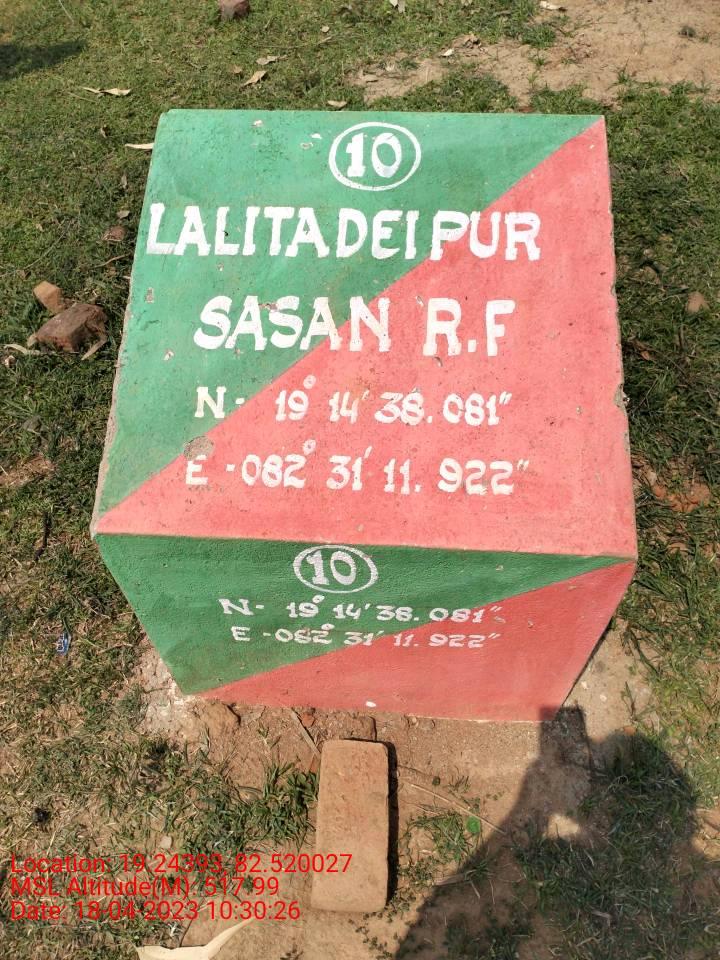 10
LALITADEIPUR
SASAN R.F
N- 19° 14' 38.081"
E -082° 31' 11. 922"
10
N- 19° 14' 38.081"
E -082° 31' 11. 922"
Location: 19.24393, 82.520027
MSL Altitude(M): 517.99
Date: 18-04-2023 10:30:26